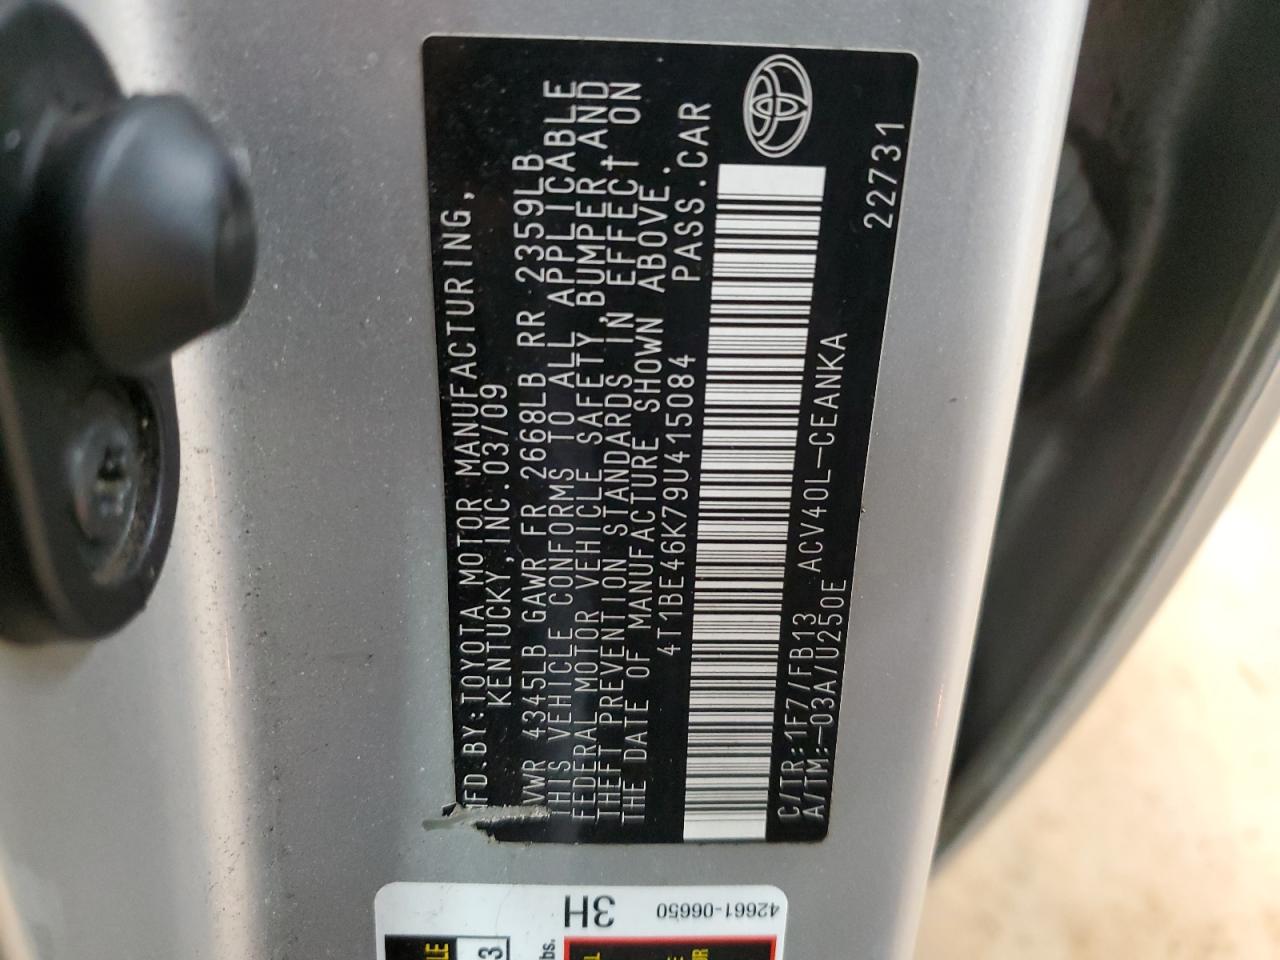 MFD.BY:TOYOTA MOTOR MANUFACTURING,
KENTUCKY,INC.03/09
GVWR 4345LB GAWR FR 2668LB RR 2359LB
THIS VEHICLE CONFORMS TO ALL APPLICABLE
FEDERAL MOTOR VEHICLE SAFETY,BUMPER,AND
THEFT PREVENTION STANDARDS IN EFFECT ON
THE DATE OF MANUFACTURE SHOWN ABOVE.
4T1BE46K79U415084 PASS.CAR
C/TR:1F7/FB13 ACV40L-CEANKA
A/TM:-03A/U250E 22731
3H
42661-06650
3
lbs.